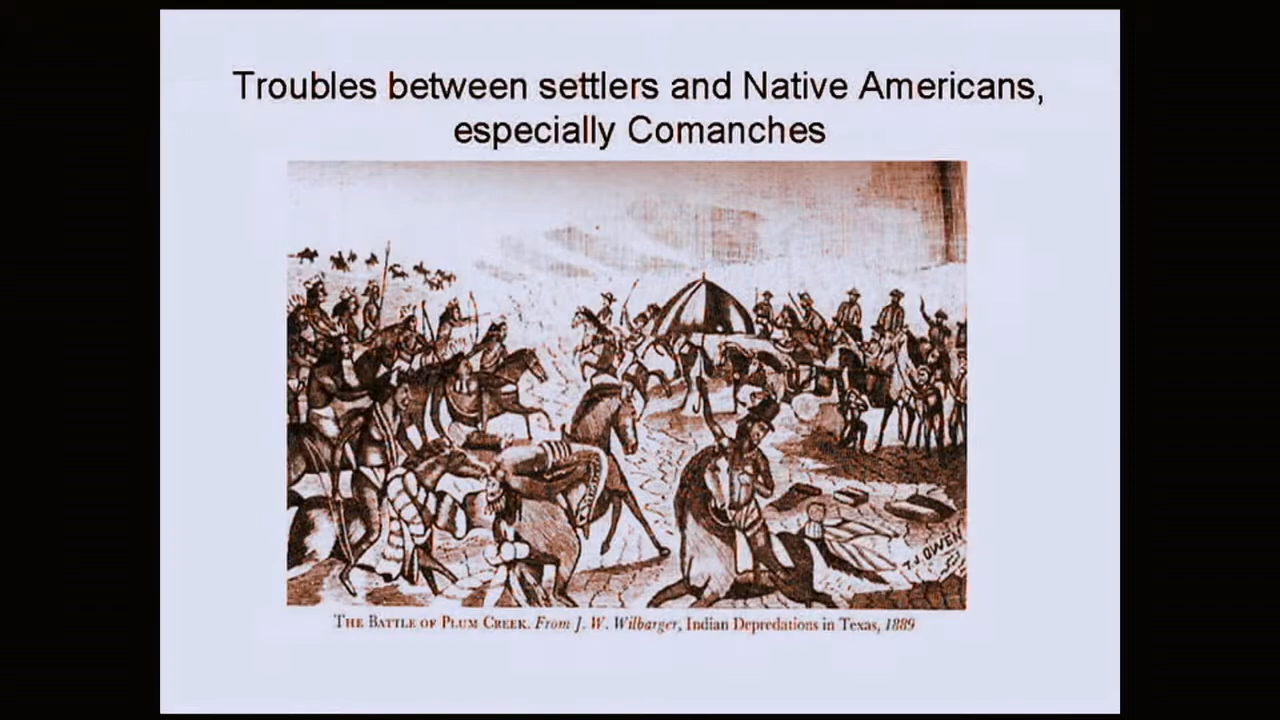 Troubles between settlers and Native Americans,
especially Comanches
T.J OWEN
THE BATTLE OF PLUM CREEK. From J. W. Wilbarger, Indian Depredations in Texas, 1889